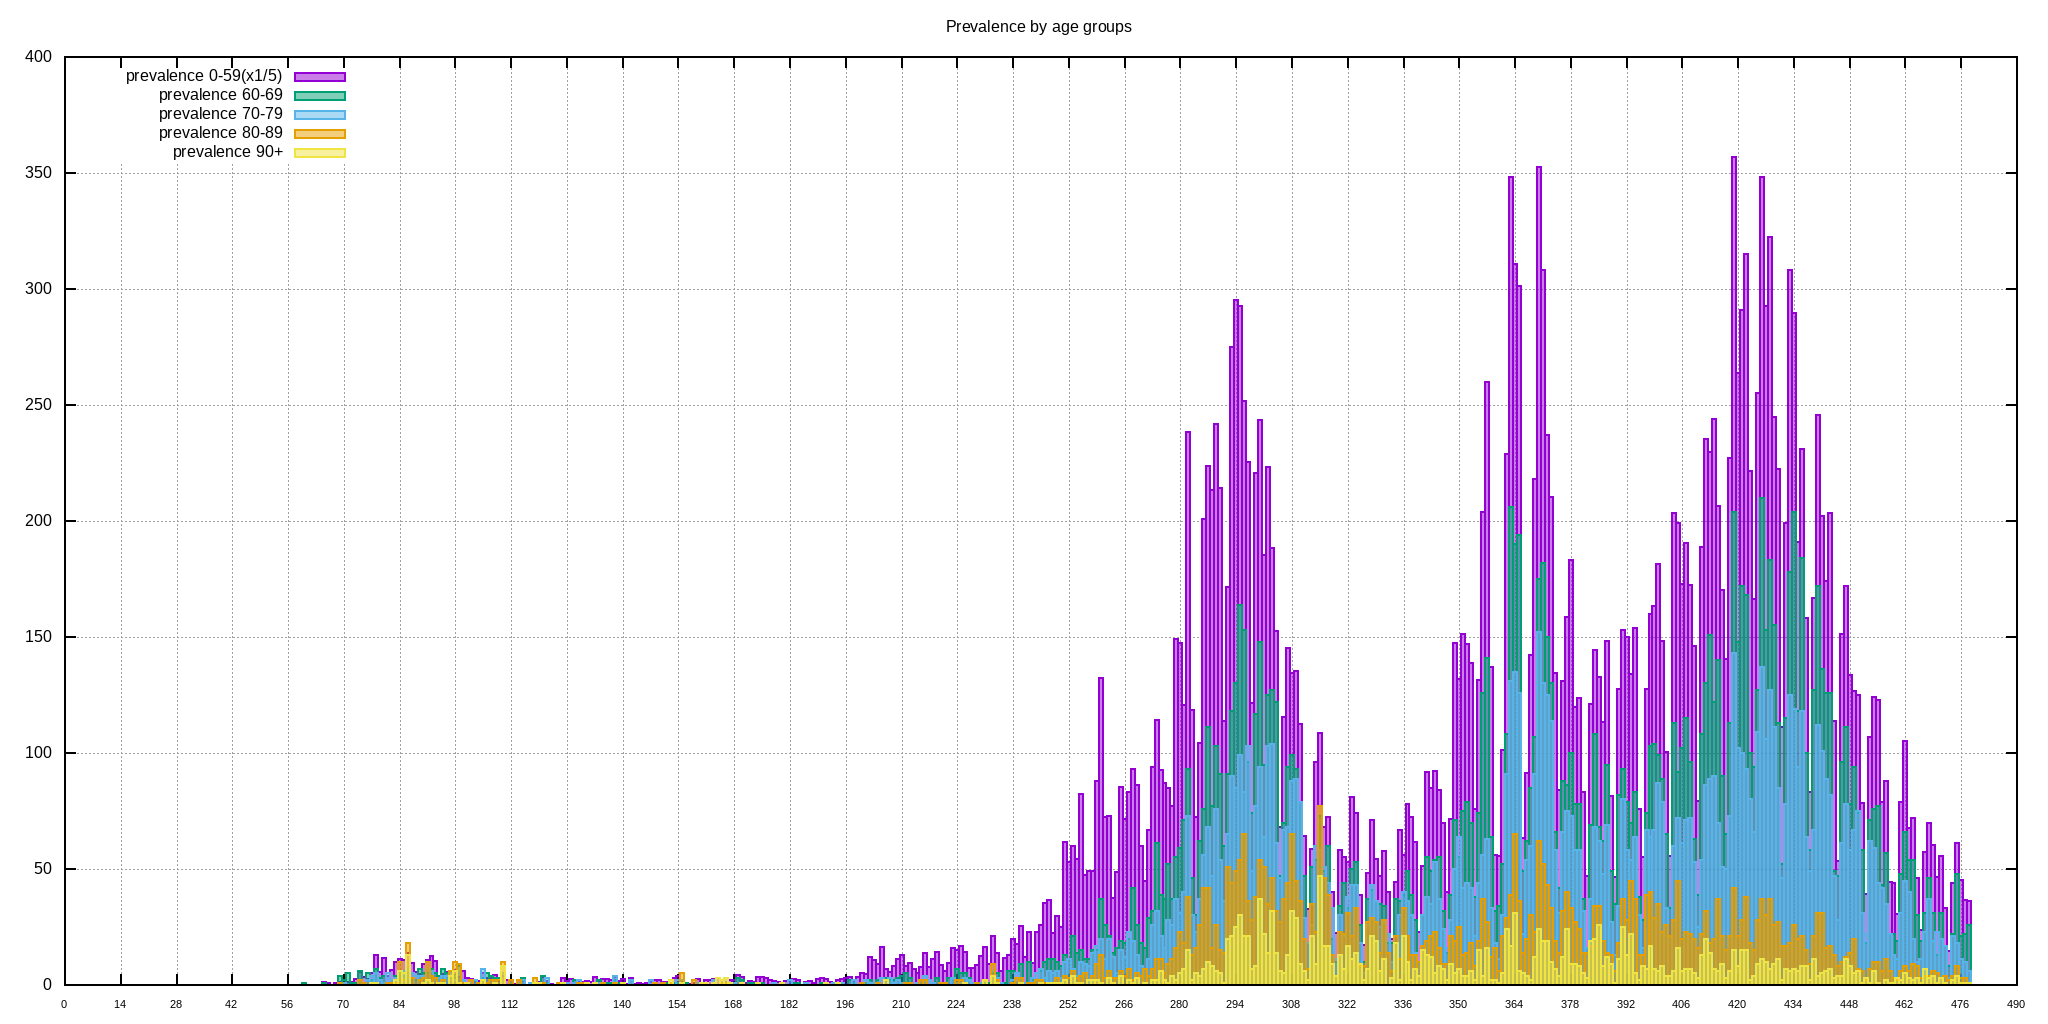 Prevalence by age groups
400
350
300
250
200
150
100
50
0
prevalence 0-59(x1/5)
prevalence 60-69
prevalence 70-79
prevalence 80-89
prevalence 90+
0 14 28 42 56 70 84 98 112 126 140 154 168 182 196 210 224 238 252 266 280 294 308 322 336 350 364 378 392 406 420 434 448 462 476 490